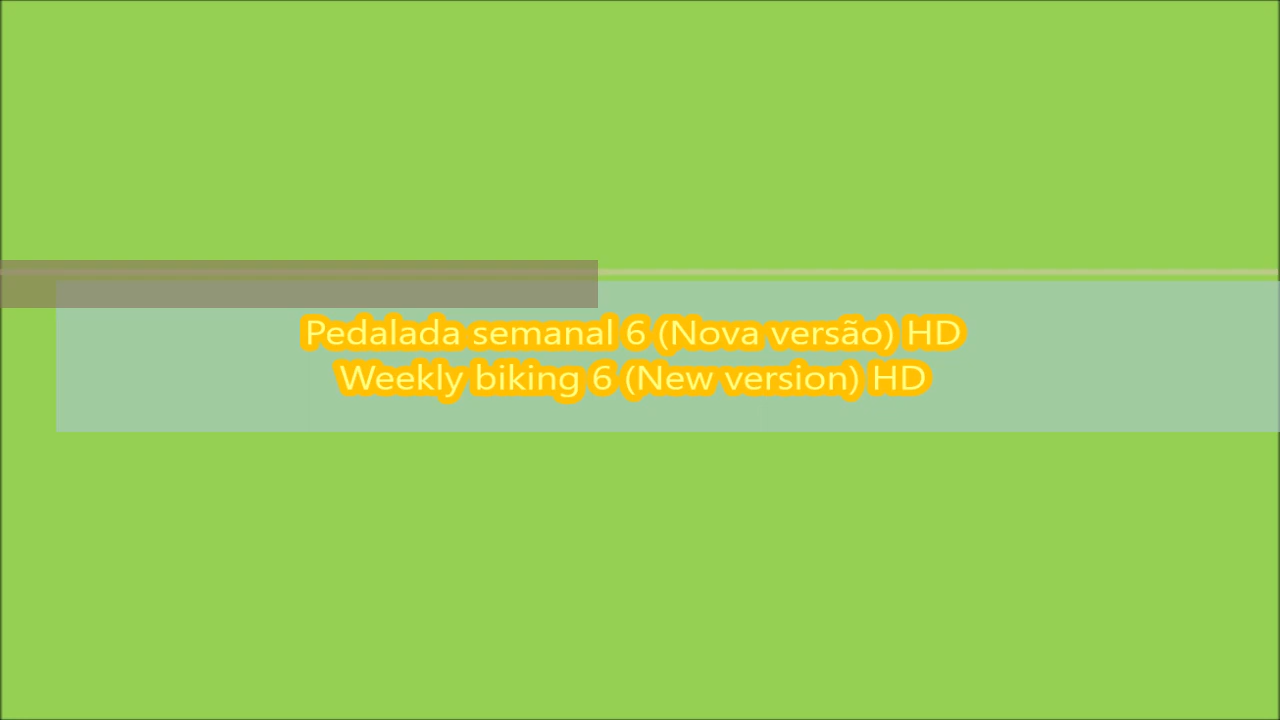 Pedalada semanal 6 (Nova versão) HD
Weekly biking 6 (New version) HD